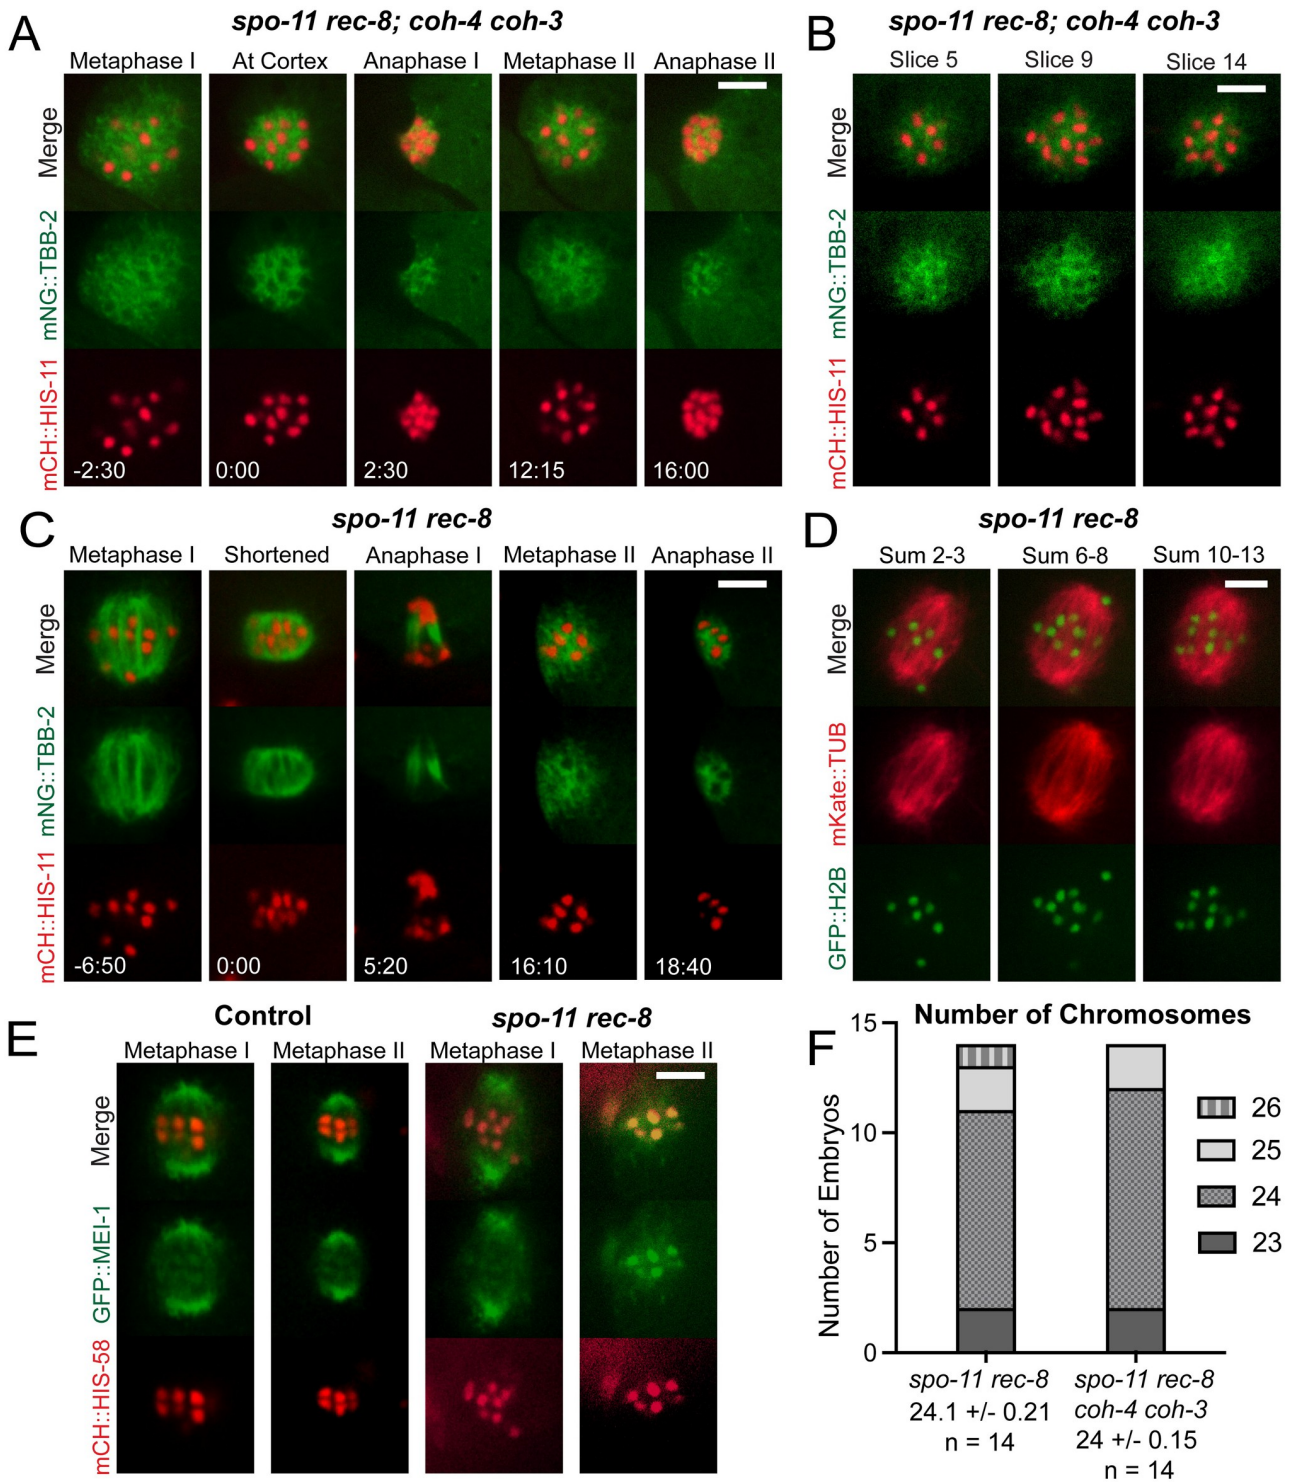 A
spo-11 rec-8; coh-4 coh-3
Metaphase I
At Cortex
Anaphase I
Metaphase II
Anaphase II
Merge
mNG::TBB-2
mCH::HIS-11
-2:30
0:00
2:30
12:15
16:00
B
spo-11 rec-8; coh-4 coh-3
Slice 5
Slice 9
Slice 14
Merge
mNG::TBB-2
mCH::HIS-11
C
spo-11 rec-8
Metaphase I
Shortened
Anaphase I
Metaphase II
Anaphase II
Merge
mNG::TBB-2
mCH::HIS-11
-6:50
0:00
5:20
16:10
18:40
D
spo-11 rec-8
Sum 2-3
Sum 6-8
Sum 10-13
Merge
mKate::TUB
GFP::H2B
E
Control
spo-11 rec-8
Metaphase I
Metaphase II
Metaphase I
Metaphase II
Merge
GFP::MEI-1
mCH::HIS-58
F
Number of Chromosomes
Number of Embryos
15
10
5
0
26
25
24
23
spo-11 rec-8
24.1 +/- 0.21
n = 14
spo-11 rec-8
coh-4 coh-3
24 +/- 0.15
n = 14